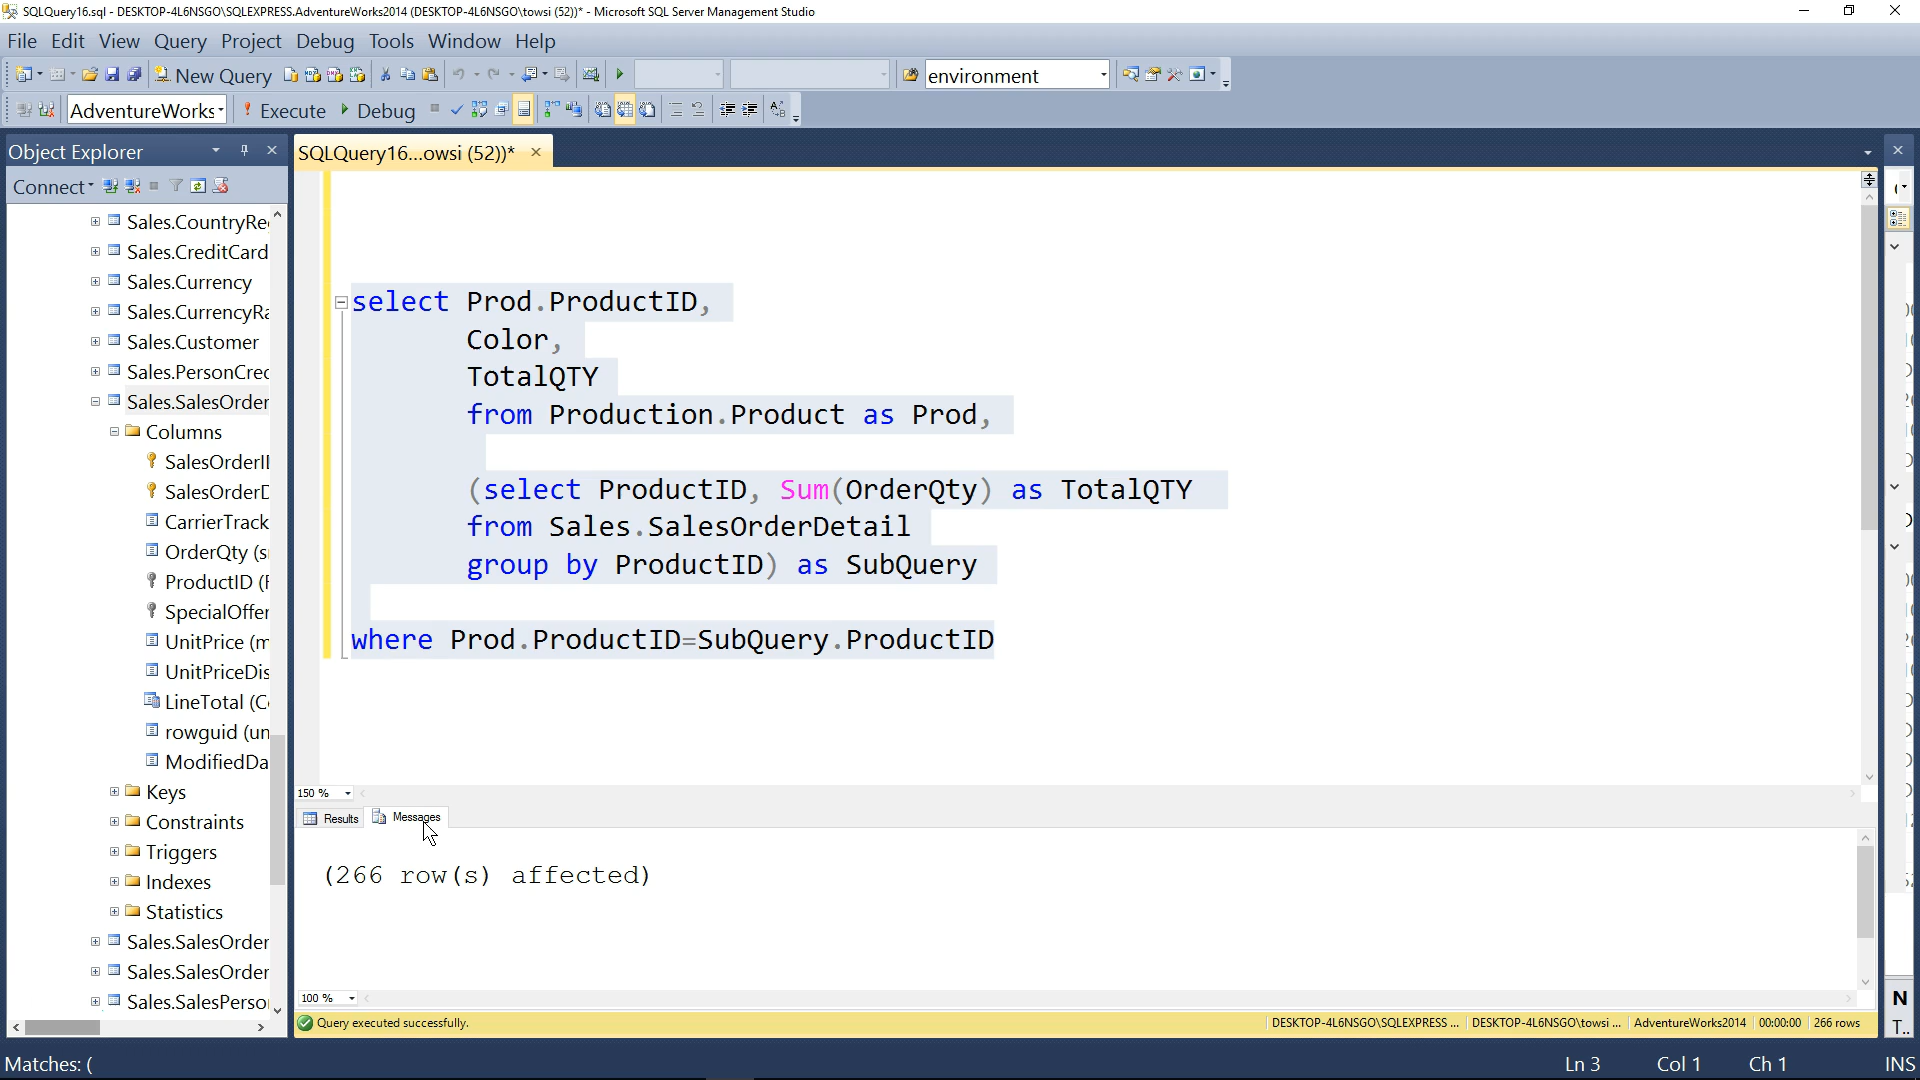 SQLQuery16.sql - DESKTOP-4L6NSGO\SQLEXPRESS.AdventureWorks2014 (DESKTOP-4L6NSGO\towsi (52))* - Microsoft SQL Server Management Studio
File Edit View Query Project Debug Tools Window Help
New Query environment
AdventureWorks Execute Debug
Object Explorer
SQLQuery16...owsi (52))*
Connect
Sales.CountryRe
Sales.CreditCard
Sales.Currency
Sales.CurrencyRa
Sales.Customer
Sales.PersonCred
Sales.SalesOrder
Columns
SalesOrderI
SalesOrderD
CarrierTrack
OrderQty (s
ProductID (F
SpecialOffer
UnitPrice (m
UnitPriceDis
LineTotal (C
rowguid (un
ModifiedDa
Keys
Constraints
Triggers
Indexes
Statistics
Sales.SalesOrder
Sales.SalesOrder
Sales.SalesPerso
select Prod.ProductID,
Color,
TotalQTY
from Production.Product as Prod,
(select ProductID, Sum(OrderQty) as TotalQTY
from Sales.SalesOrderDetail
group by ProductID) as SubQuery
where Prod.ProductID=SubQuery.ProductID
150 %
Results Messages
(266 row(s) affected)
100 %
Query executed successfully. DESKTOP-4L6NSGO\SQLEXPRESS ... DESKTOP-4L6NSGO\towsi ... AdventureWorks2014 00:00:00 266 rows
N
T..
Matches: ( Ln 3 Col 1 Ch 1 INS